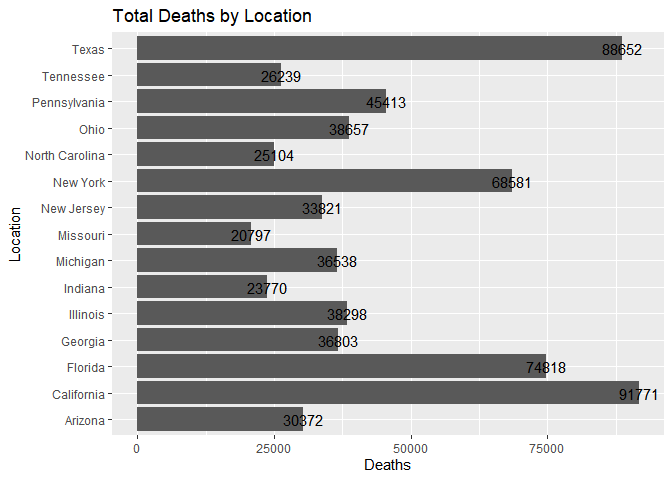 Total Deaths by Location
Texas 88652
Tennessee 26239
Pennsylvania 45413
Ohio 38657
North Carolina 25104
New York 68581
New Jersey 33821
Missouri 20797
Michigan 36538
Indiana 23770
Illinois 38298
Georgia 36803
Florida 74818
California 91771
Arizona 30372
Location
0 25000 50000 75000
Deaths